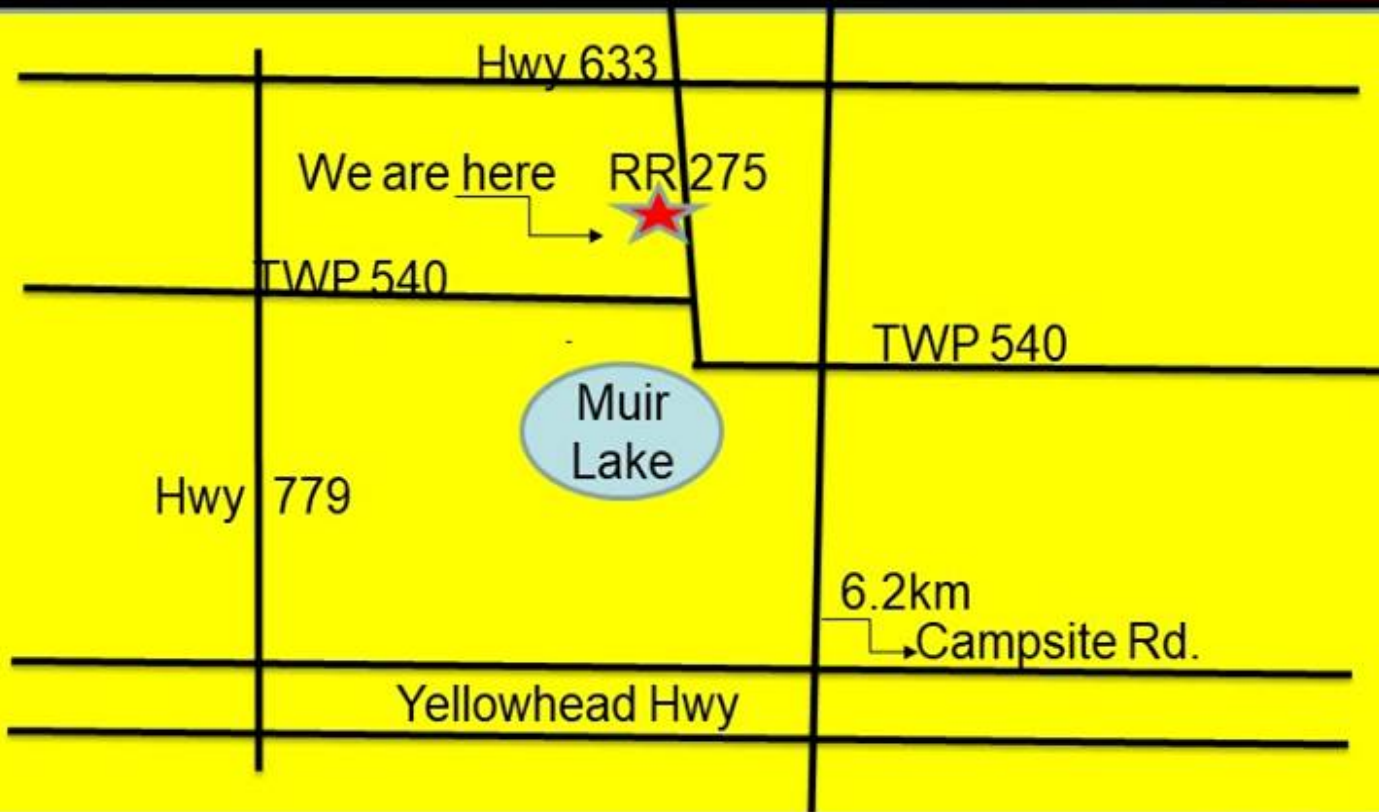 Hwy 633
We are here
RR 275
TWP 540
TWP 540
Muir
Lake
Hwy 779
6.2km
Campsite Rd.
Yellowhead Hwy